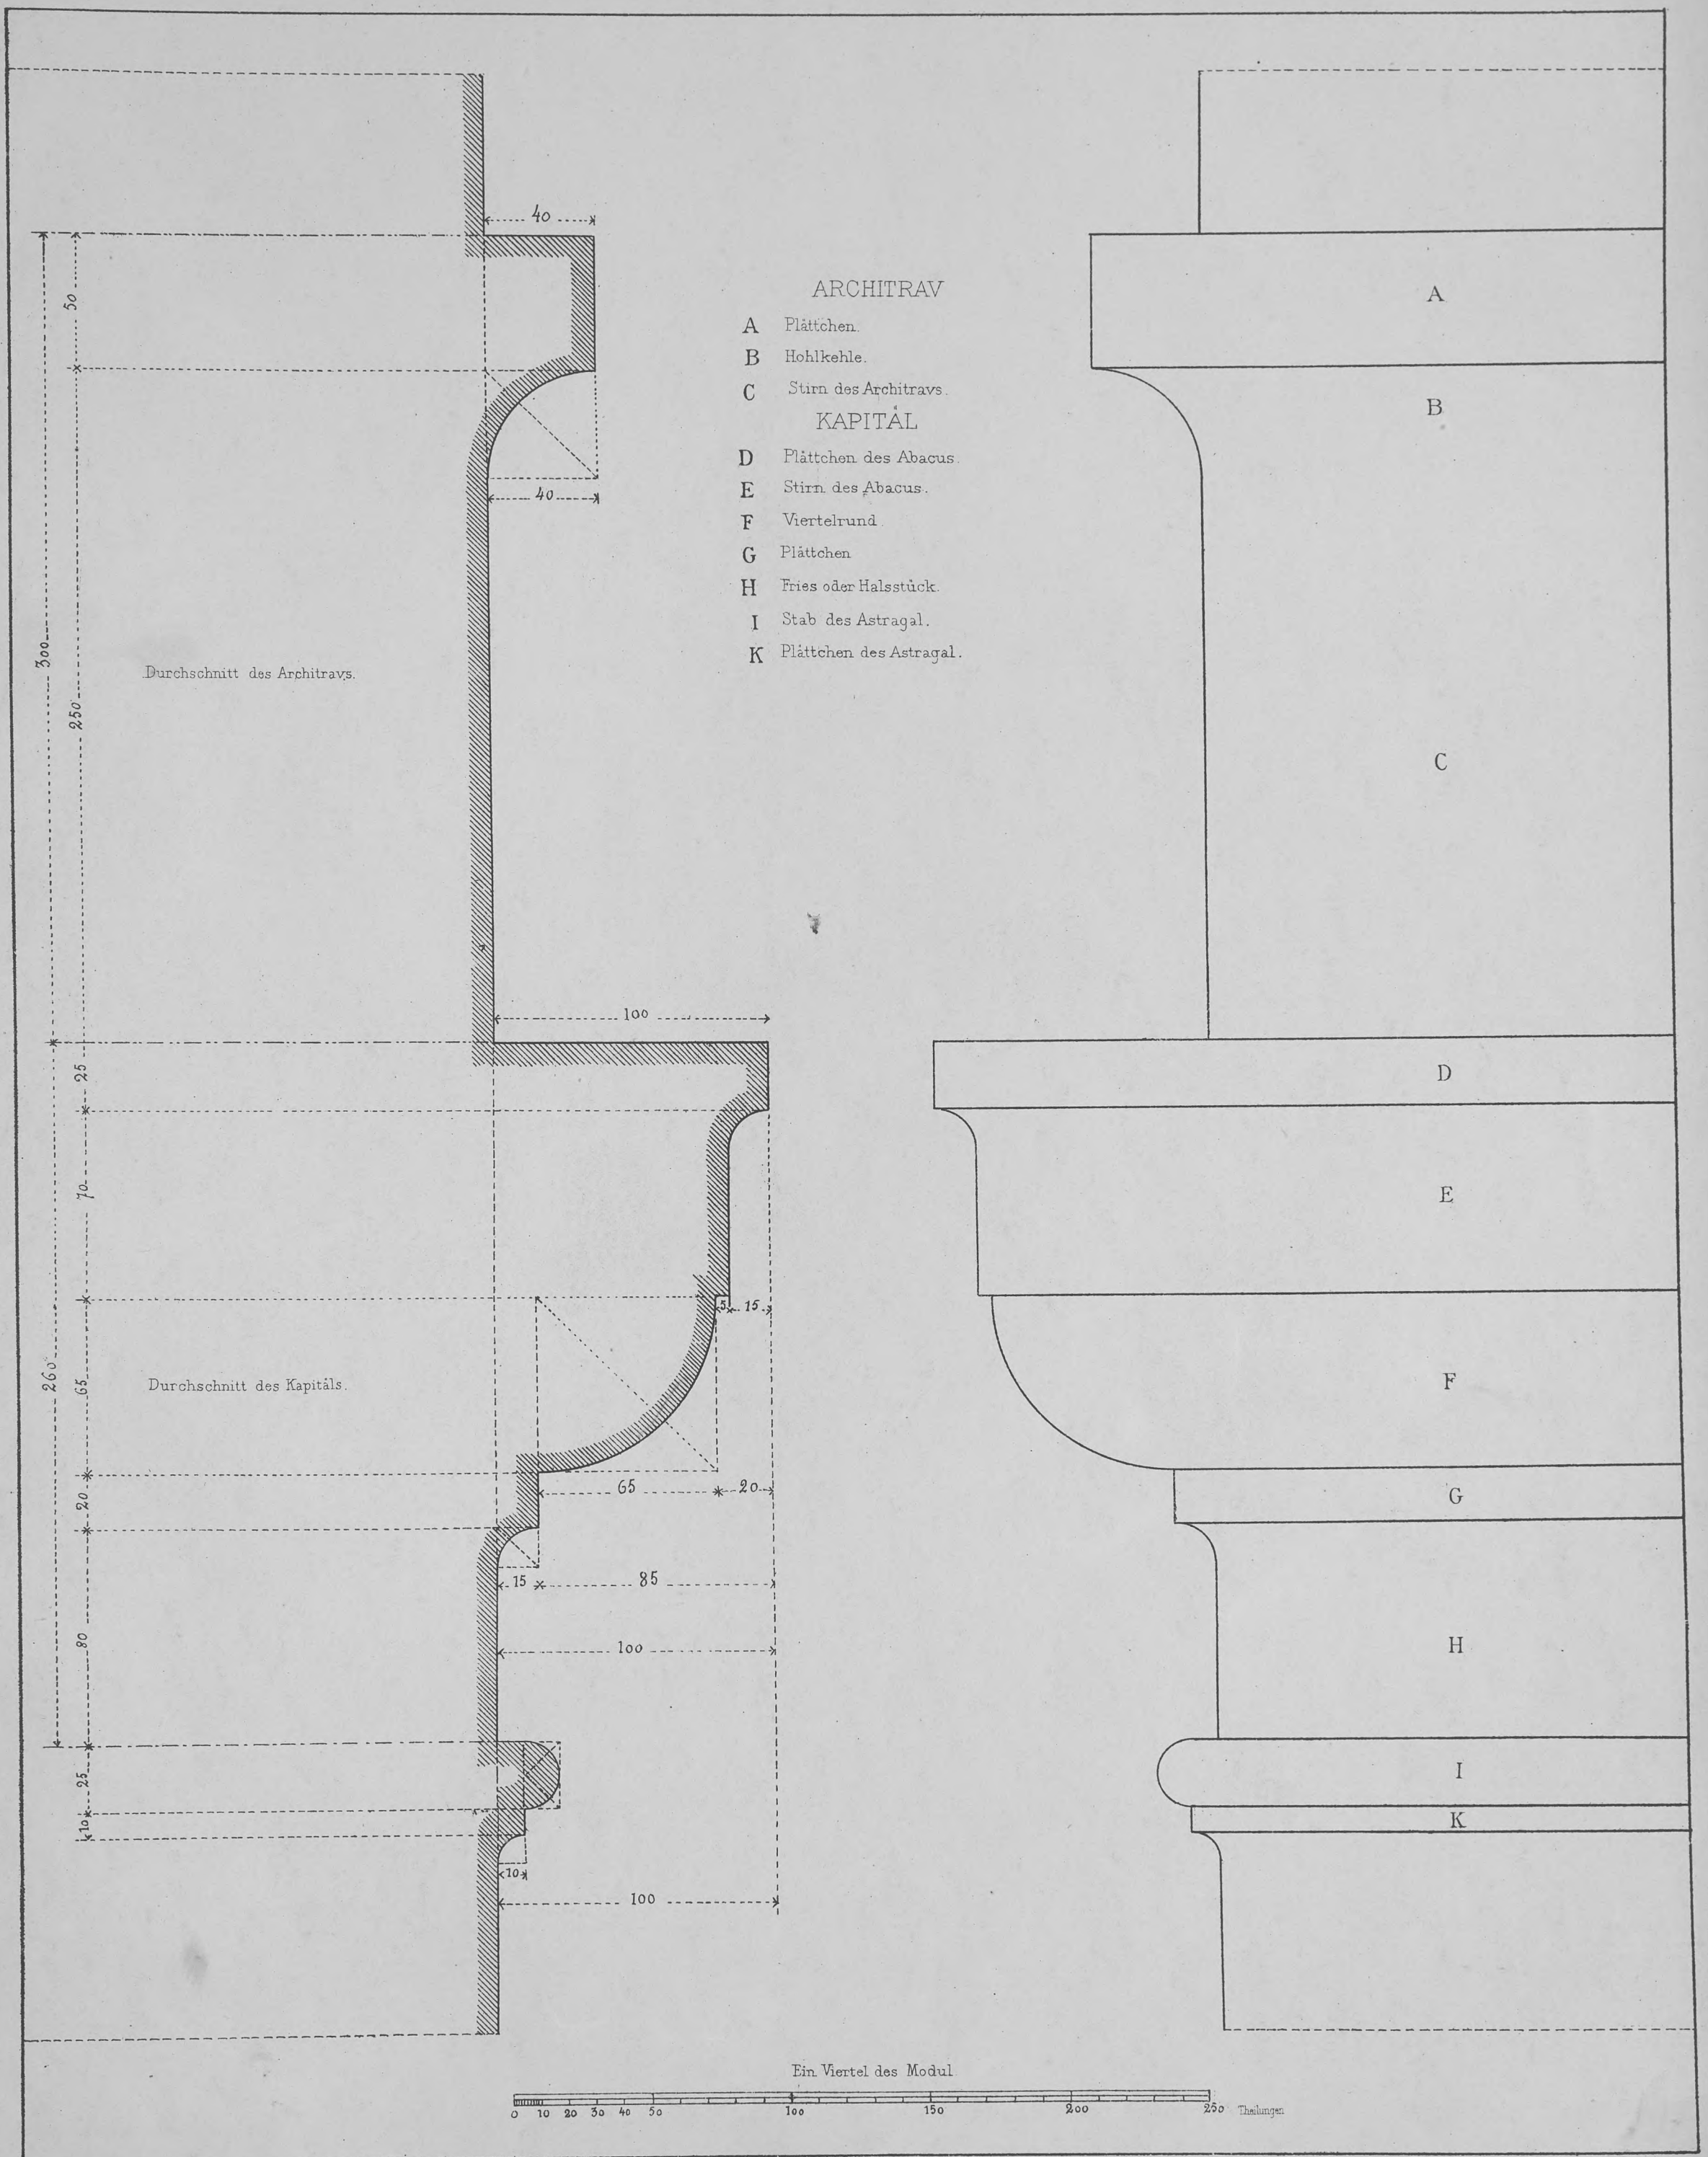 40
50
300
250
40
ARCHITRAV
A Plättchen.
B Hohlkehle.
C Stirn des Architravs.
KAPITÄL
D Plättchen des Abacus.
E Stirn des Abacus.
F Viertelrund.
G Plättchen
H Fries oder Halsstück.
I Stab des Astragal.
K Plättchen des Astragal.
A
B
C
Durchschnitt des Architravs.
100
25
70
260
65
5 15
Durchschnitt des Kapitäls.
65 20
20
15 85
80
100
25
10
10
100
D
E
F
G
H
I
K
Ein Viertel des Modul
0 10 20 30 40 50 100 150 200 250 Theilungen